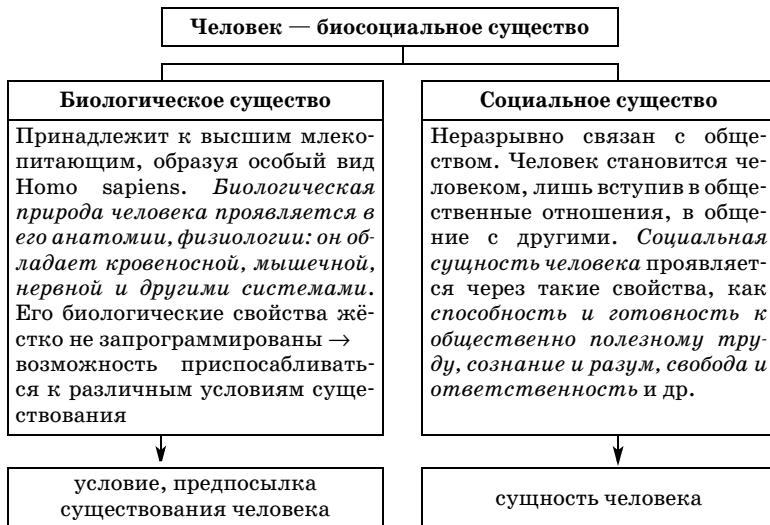 Человек — биосоциальное существо
Биологическое существо
Принадлежит к высшим млеко-
питающим, образуя особый вид
Homo sapiens. Биологическая
природа человека проявляется в
его анатомии, физиологии: он об-
ладает кровеносной, мышечной,
нервной и другими системами.
Его биологические свойства жё-
стко не запрограммированы →
возможность приспосабливать-
ся к различным условиям суще-
ствования
условие, предпосылка
существования человека
Социальное существо
Неразрывно связан с обще-
ством. Человек становится че-
ловеком, лишь вступив в обще-
ственные отношения, в обще-
ние с другими. Социальная
сущность человека проявляет-
ся через такие свойства, как
способность и готовность к
общественно полезному тру-
ду, сознание и разум, свобода и
ответственность и др.
сущность человека